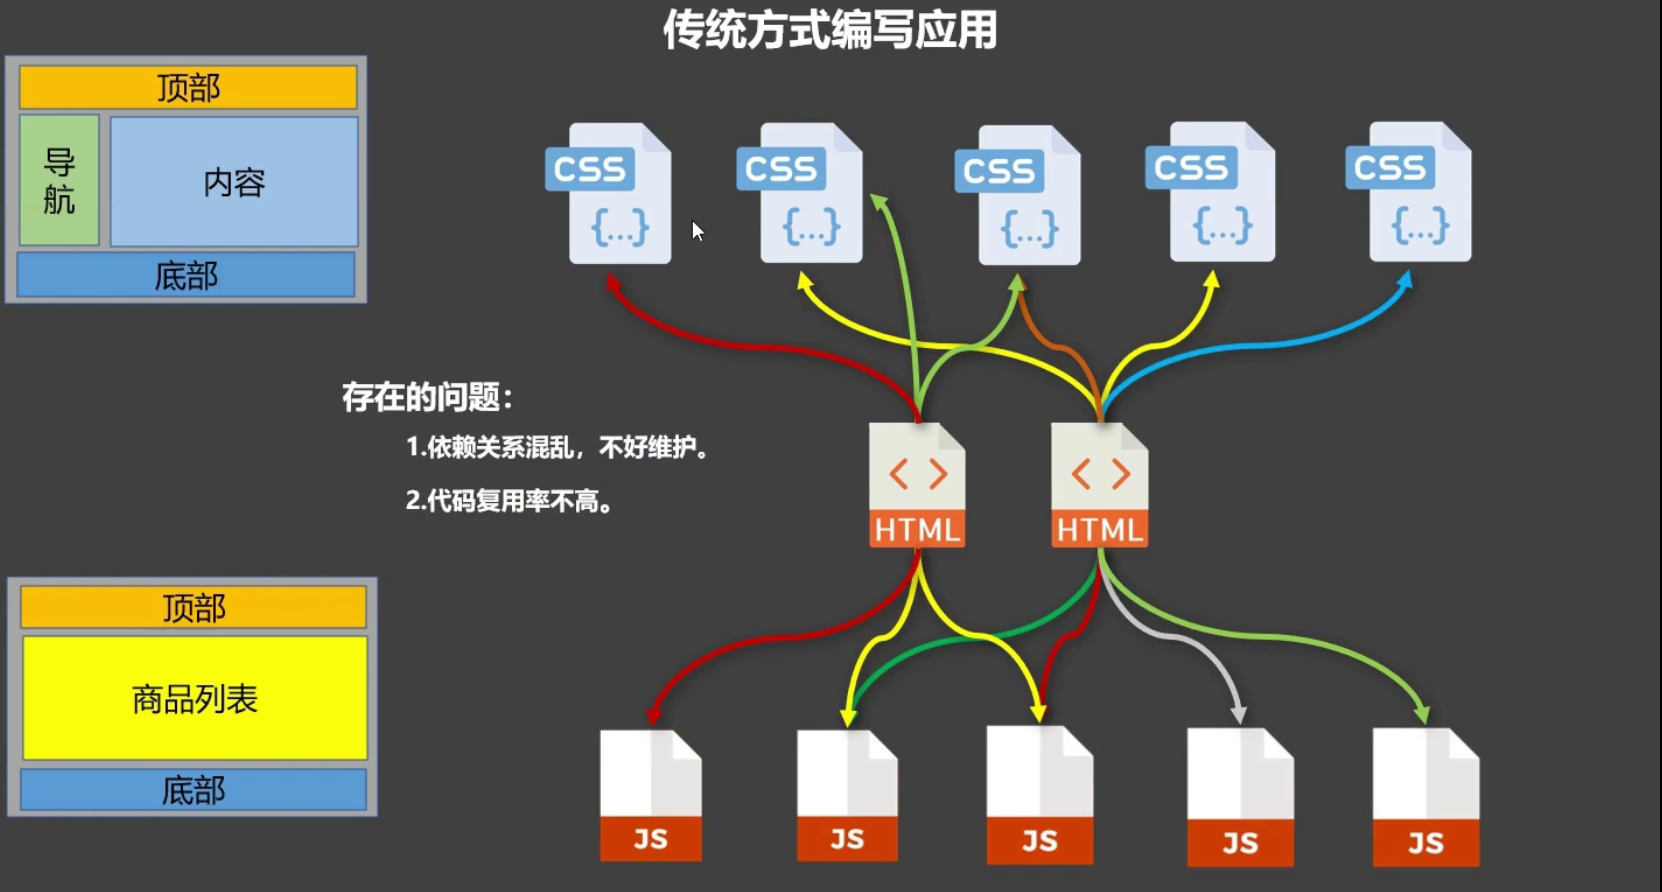 传统方式编写应用
顶部
导航
内容
底部
CSS
{...}
CSS
{...}
CSS
{...}
CSS
{...}
CSS
{...}
存在的问题：
1.依赖关系混乱，不好维护。
2.代码复用率不高。
< >
HTML
< >
HTML
顶部
商品列表
底部
JS
JS
JS
JS
JS